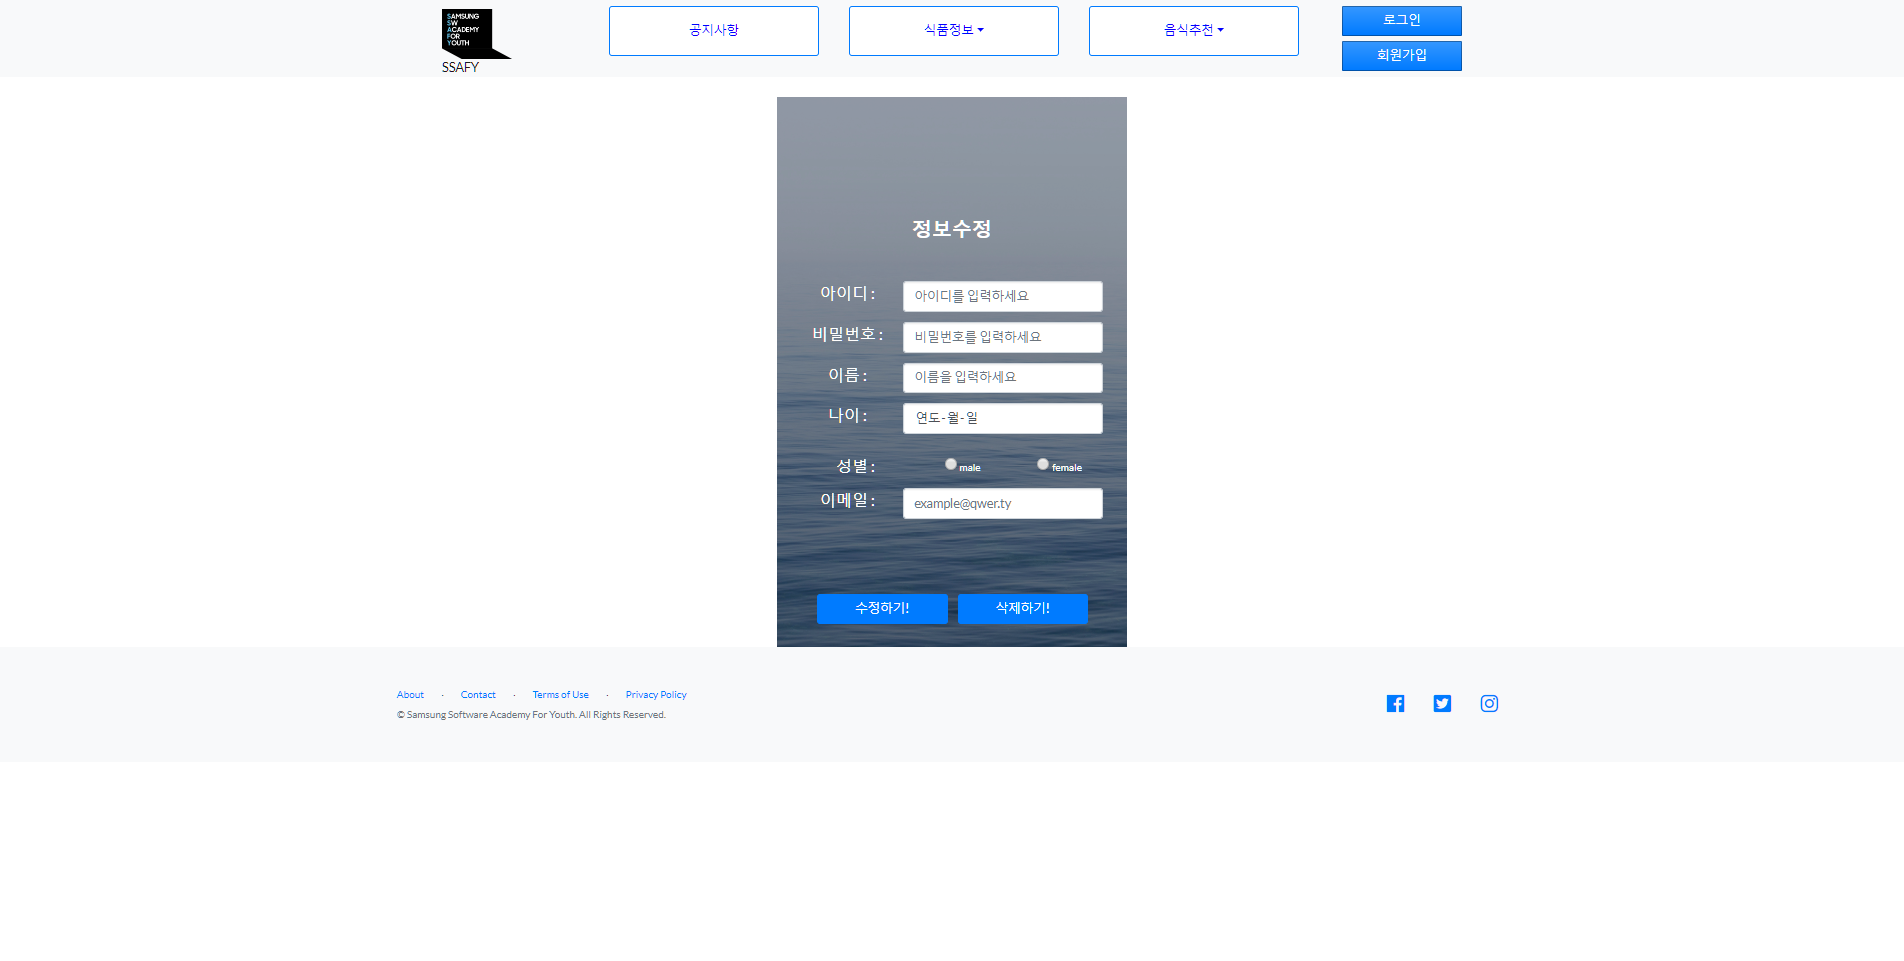 SAMSUNG
SW
ACADEMY
FOR
YOUTH
SSAFY
공지사항
식품정보
음식추천
로그인
회원가입
정보수정
아이디 : 아이디를 입력하세요
비밀번호 : 비밀번호를 입력하세요
이름 : 이름을 입력하세요
나이 : 연도-월-일
성별 : male female
이메일 : example@qwer.ty
수정하기! 삭제하기!
About · Contact · Terms of Use · Privacy Policy
© Samsung Software Academy For Youth. All Rights Reserved.